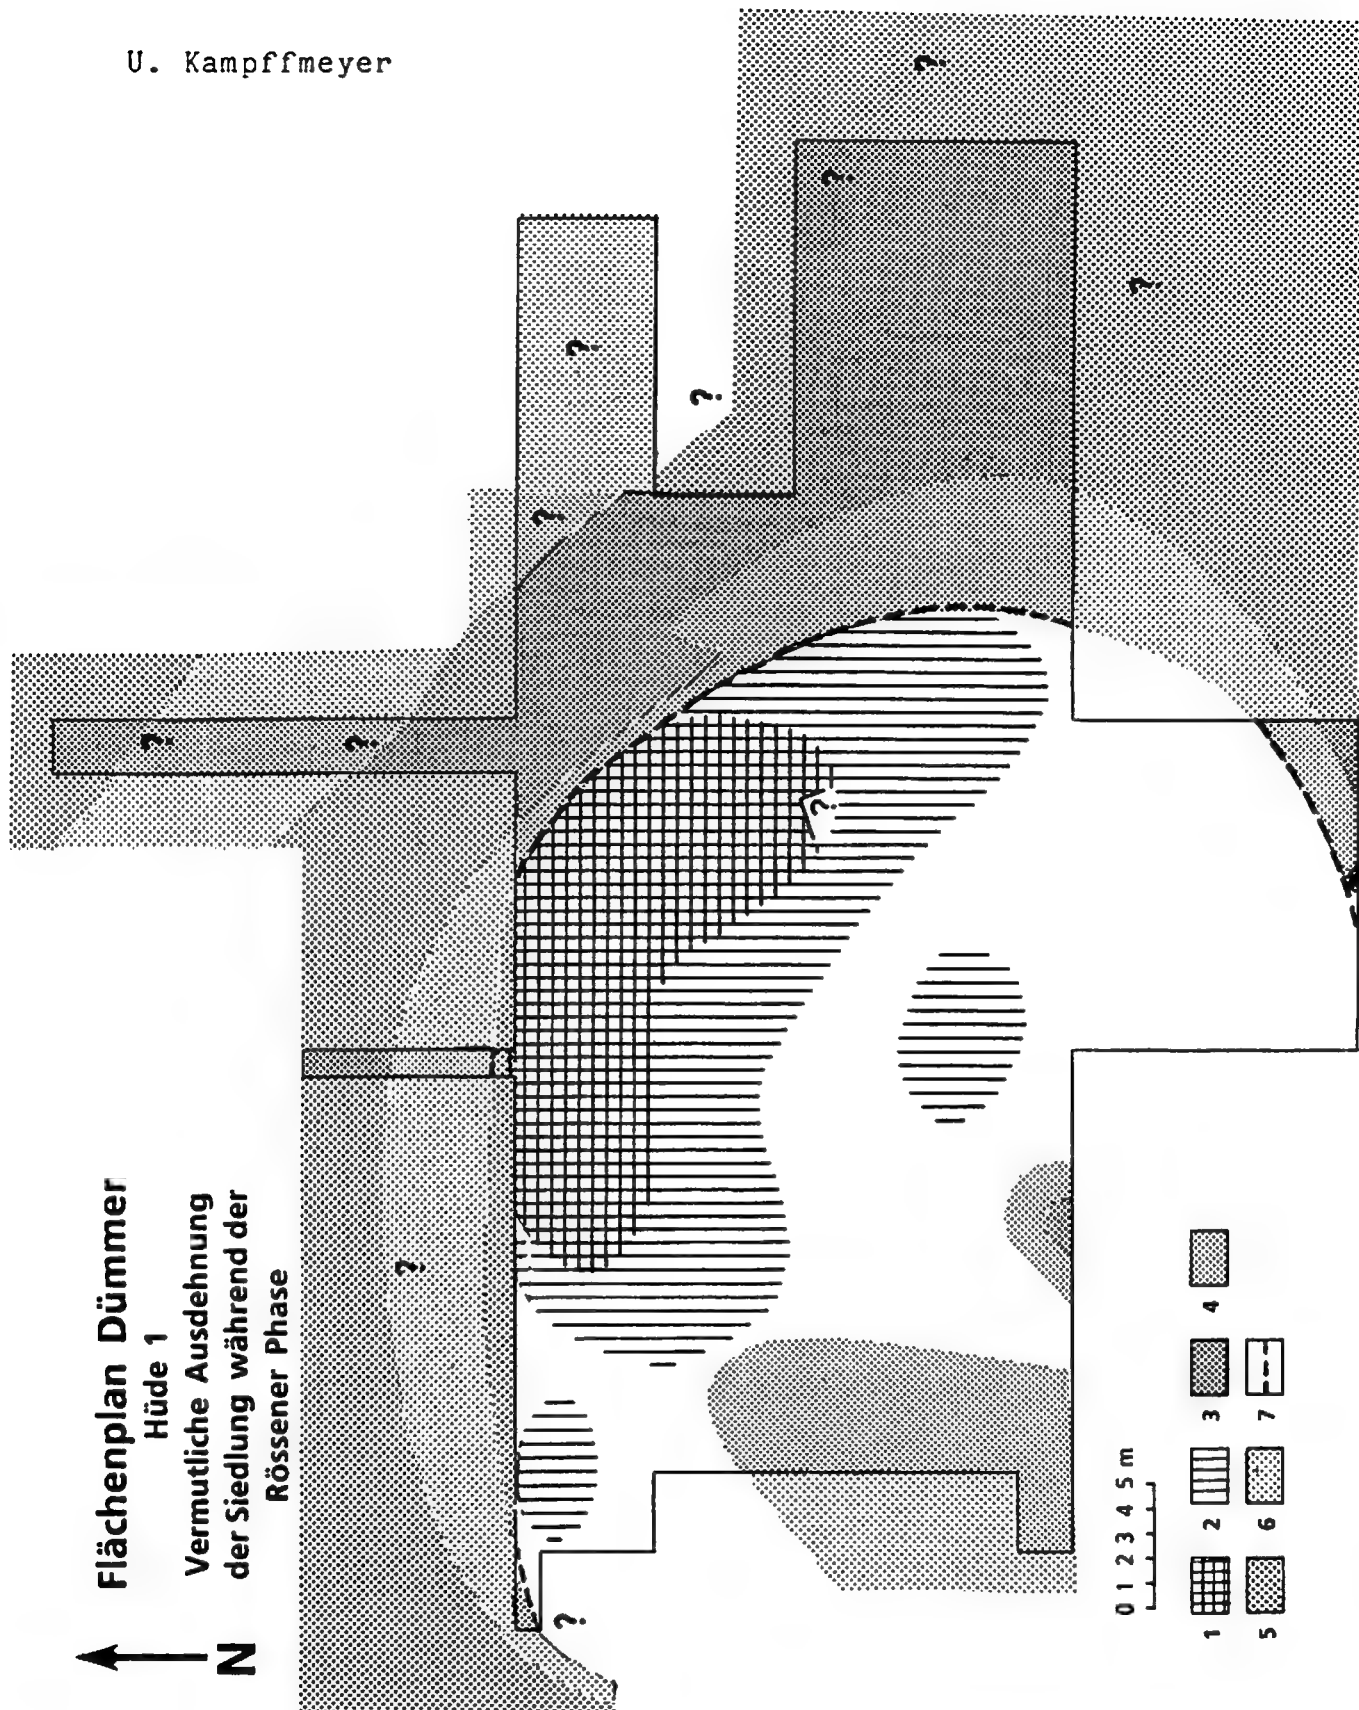 U. Kampffmeyer
Flächenplan Dümmer
Hüde 1
Vermutliche Ausdehnung
der Siedlung während der
Rössener Phase
N
?
?
?
?
?
?
?
?
?
?
?
?
0 1 2 3 4 5 m
1
2
3
4
5
6
7